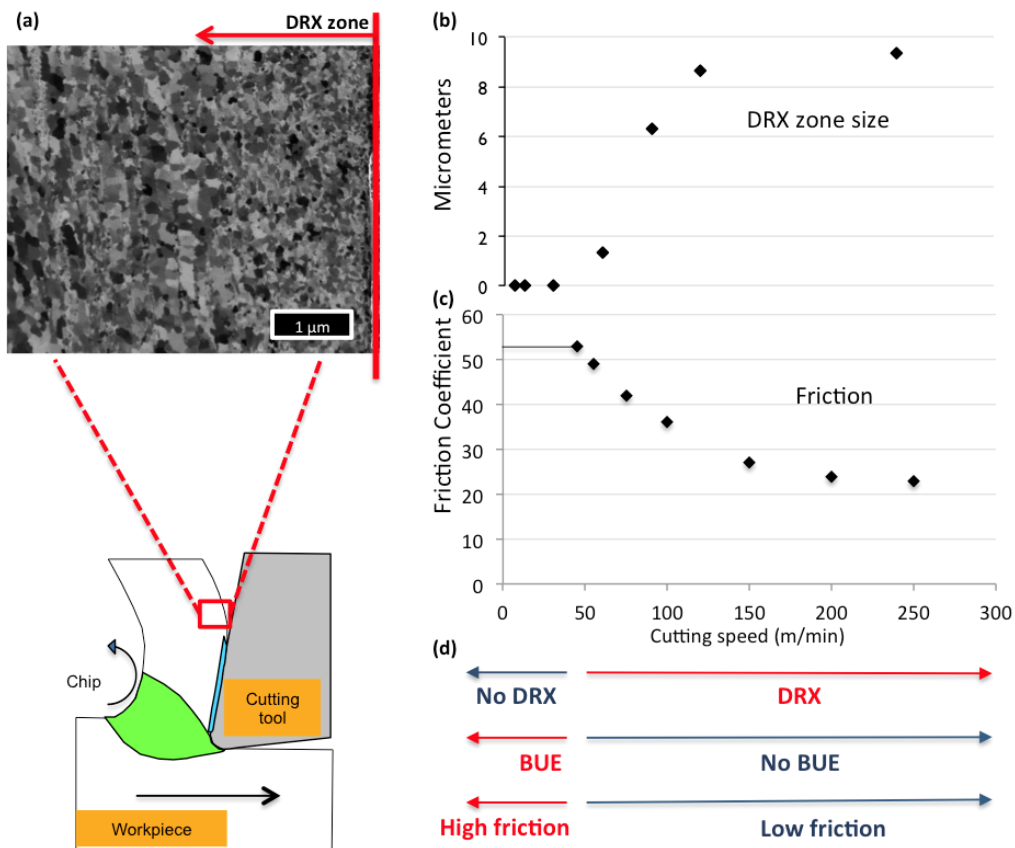 (a)
DRX zone
1 µm
Chip
Cutting
tool
Workpiece
(b)
10
8
6
4
2
0
Micrometers
DRX zone size
(c)
60
50
40
30
20
10
0
Friction Coefficient
Friction
0 50 100 150 200 250 300
Cutting speed (m/min)
(d)
No DRX DRX
BUE No BUE
High friction Low friction